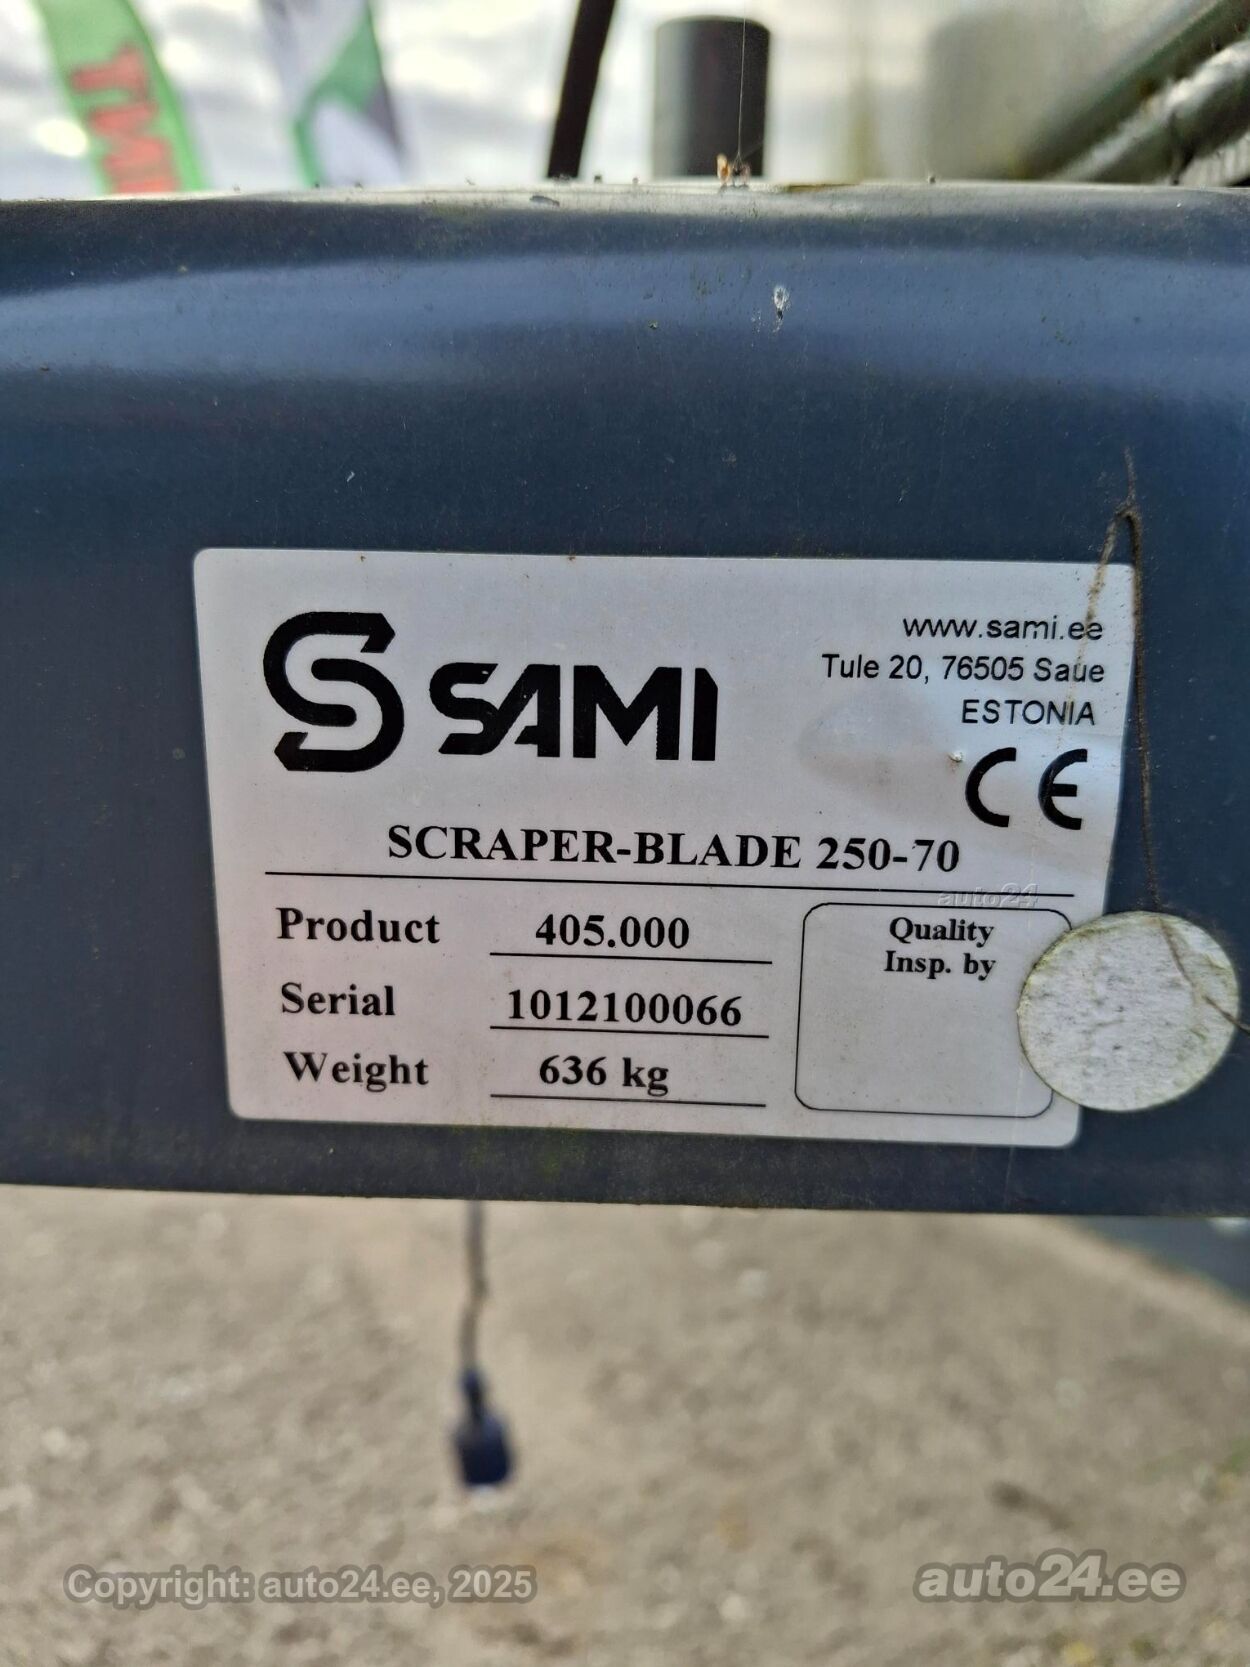 SAMI
www.sami.ee
Tule 20, 76505 Saue
ESTONIA
CE
SCRAPER-BLADE 250-70
auto24
Product 405.000
Serial 1012100066
Weight 636 kg
Quality
Insp. by
Copyright: auto24.ee, 2025
auto24.ee